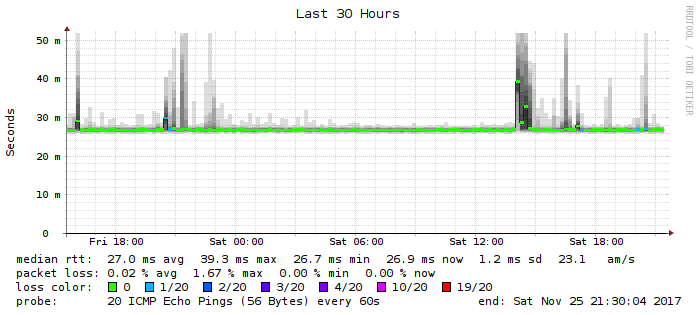 Last 30 Hours
RRDTOOL / TOBI OETIKER
Seconds
50 m
40 m
30 m
20 m
10 m
0
Fri 18:00 Sat 00:00 Sat 06:00 Sat 12:00 Sat 18:00
median rtt: 27.0 ms avg 39.3 ms max 26.7 ms min 26.9 ms now 1.2 ms sd 23.1 am/s
packet loss: 0.02 % avg 1.67 % max 0.00 % min 0.00 % now
loss color: 0 1/20 2/20 3/20 4/20 10/20 19/20
probe: 20 ICMP Echo Pings (56 Bytes) every 60s end: Sat Nov 25 21:30:04 2017